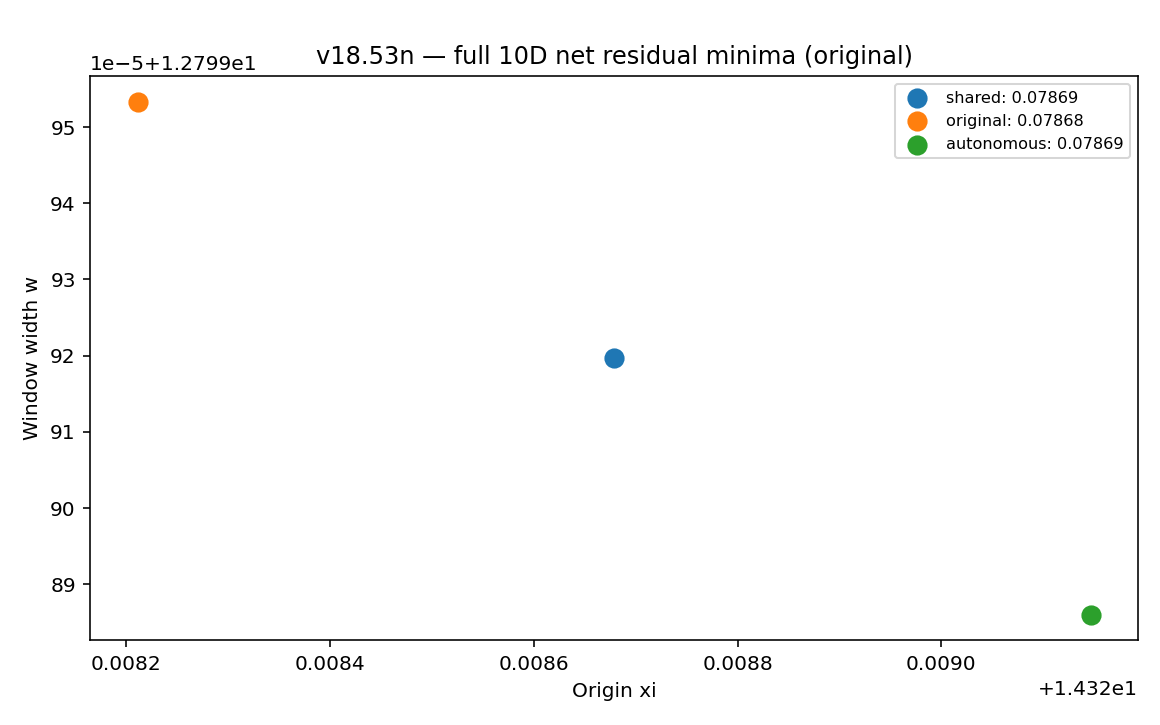 v18.53n — full 10D net residual minima (original)
1e−5+1.2799e1
shared: 0.07869
original: 0.07868
autonomous: 0.07869
95
94
93
92
91
90
89
Window width w
0.0082 0.0084 0.0086 0.0088 0.0090
+1.432e1
Origin xi